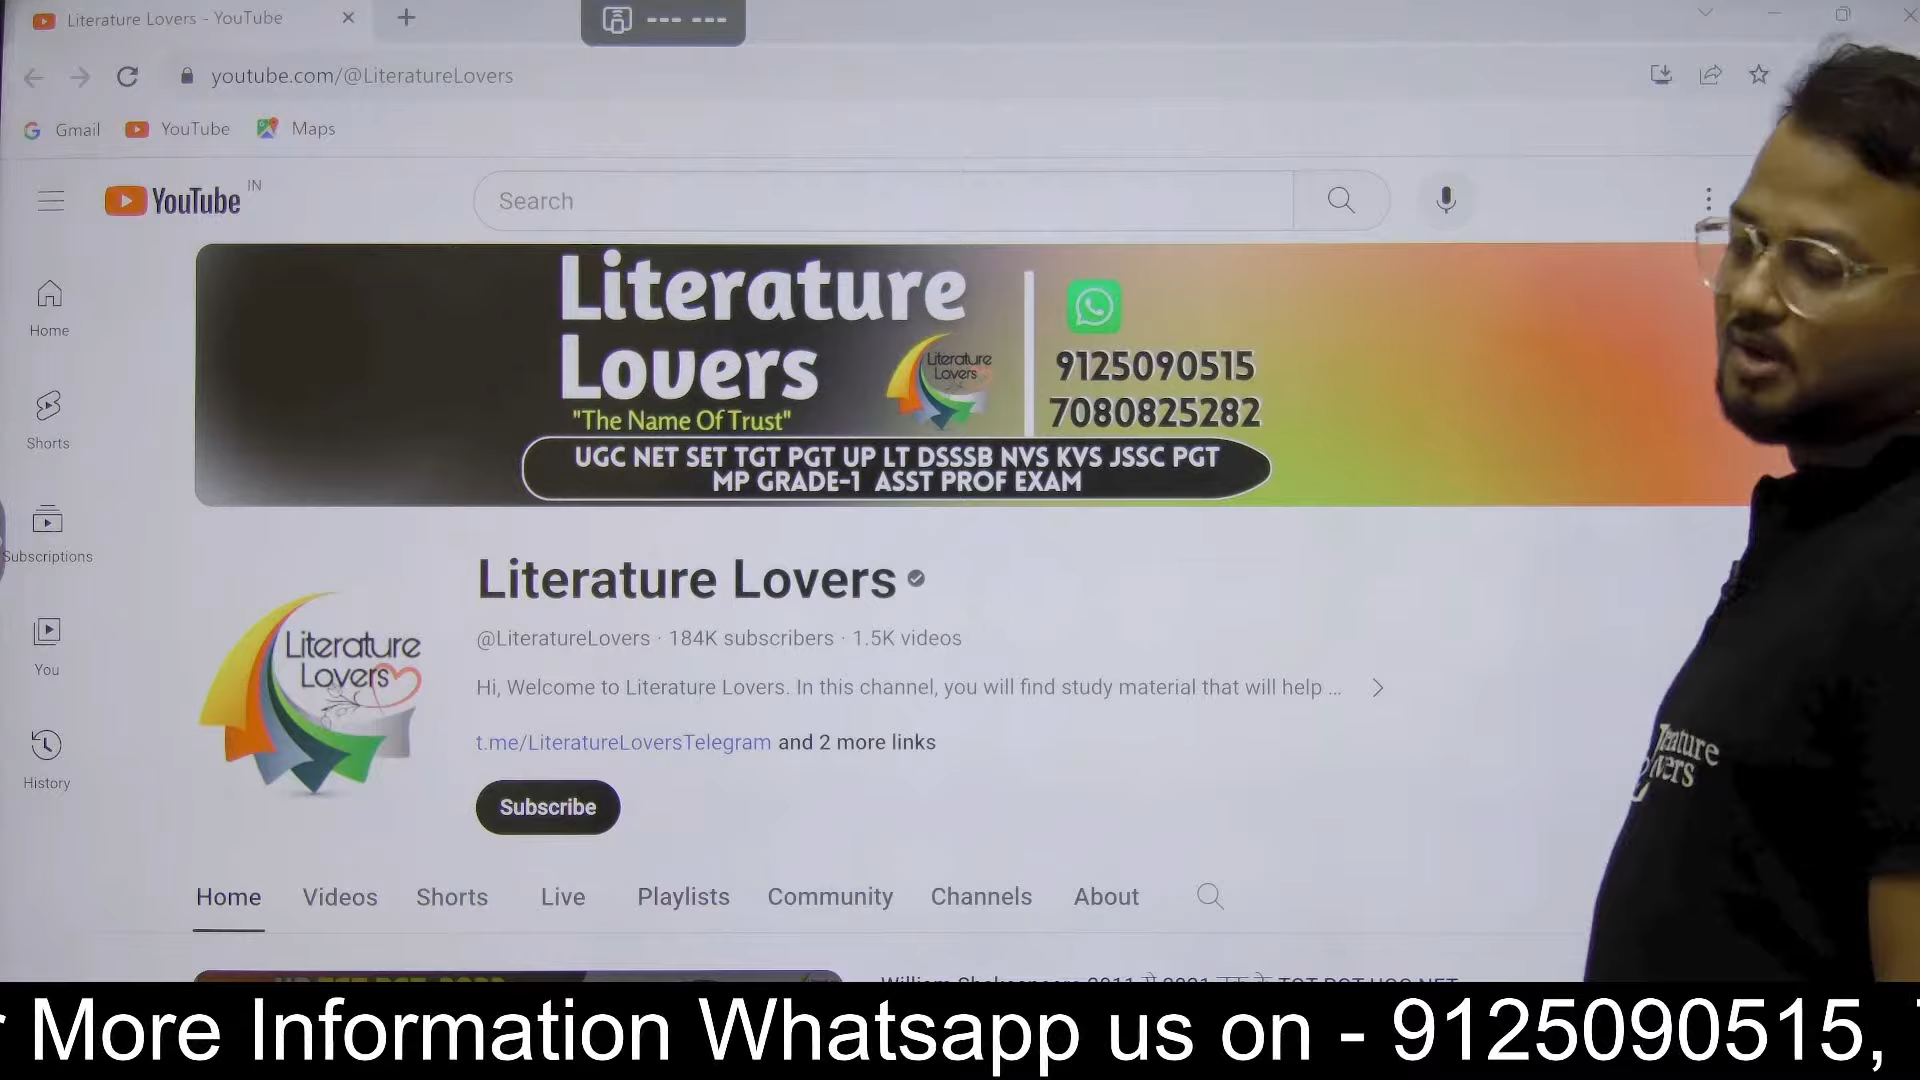 Literature Lovers - YouTube
youtube.com/@LiteratureLovers
Gmail YouTube Maps
YouTube IN
Search
Literature
Lovers
"The Name Of Trust"
Literature
Lovers
9125090515
7080825282
UGC NET SET TGT PGT UP LT DSSSB NVS KVS JSSC PGT
MP GRADE-1 ASST PROF EXAM
Home
Shorts
Subscriptions
You
History
Literature
Lovers
Literature Lovers
@LiteratureLovers · 184K subscribers · 1.5K videos
Hi, Welcome to Literature Lovers. In this channel, you will find study material that will help ...
t.me/LiteratureLoversTelegram and 2 more links
Subscribe
Home Videos Shorts Live Playlists Community Channels About
More Information Whatsapp us on - 9125090515,